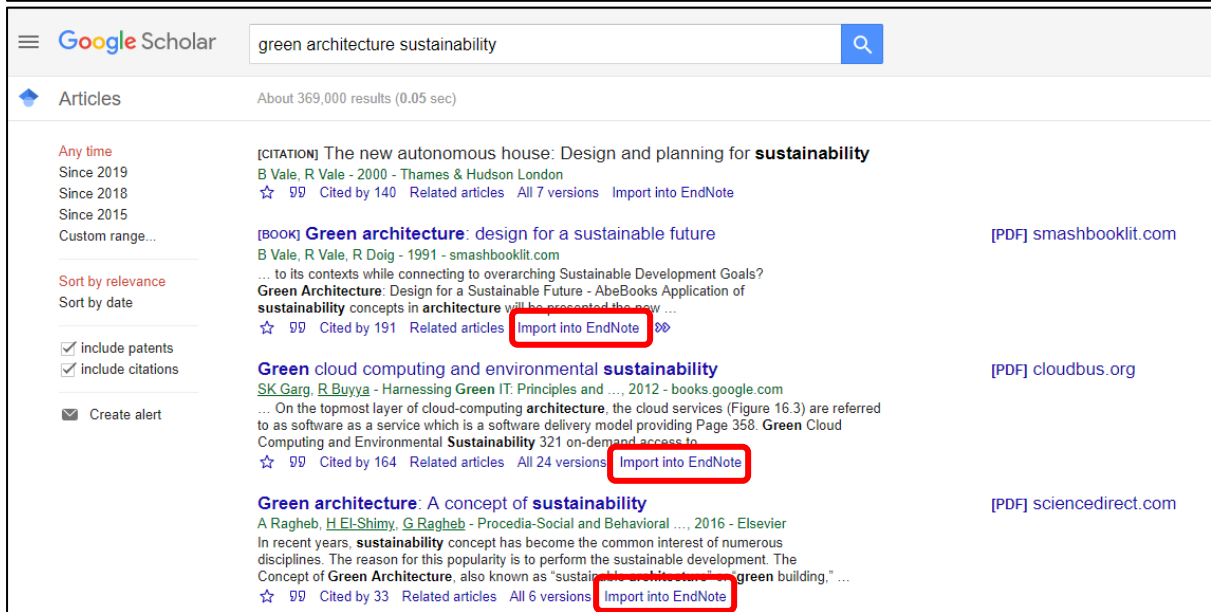 Google Scholar
green architecture sustainability
Articles
About 369,000 results (0.05 sec)
Any time
Since 2019
Since 2018
Since 2015
Custom range...
Sort by relevance
Sort by date
include patents
include citations
Create alert
[CITATION] The new autonomous house: Design and planning for sustainability
B Vale, R Vale - 2000 - Thames & Hudson London
Cited by 140 Related articles All 7 versions Import into EndNote
[BOOK] Green architecture: design for a sustainable future
[PDF] smashbooklit.com
B Vale, R Vale, R Doig - 1991 - smashbooklit.com
… to its contexts while connecting to overarching Sustainable Development Goals?
Green Architecture: Design for a Sustainable Future - AbeBooks Application of
sustainability concepts in architecture will be presented the new …
Cited by 191 Related articles Import into EndNote
Green cloud computing and environmental sustainability
[PDF] cloudbus.org
SK Garg, R Buyya - Harnessing Green IT: Principles and …, 2012 - books.google.com
… On the topmost layer of cloud-computing architecture, the cloud services (Figure 16.3) are referred
to as software as a service which is a software delivery model providing Page 358. Green Cloud
Computing and Environmental Sustainability 321 on-demand access to
Cited by 164 Related articles All 24 versions Import into EndNote
Green architecture: A concept of sustainability
[PDF] sciencedirect.com
A Ragheb, H El-Shimy, G Ragheb - Procedia-Social and Behavioral …, 2016 - Elsevier
In recent years, sustainability concept has become the common interest of numerous
disciplines. The reason for this popularity is to perform the sustainable development. The
Concept of Green Architecture, also known as “sustainable architecture” or “green building,” …
Cited by 33 Related articles All 6 versions Import into EndNote